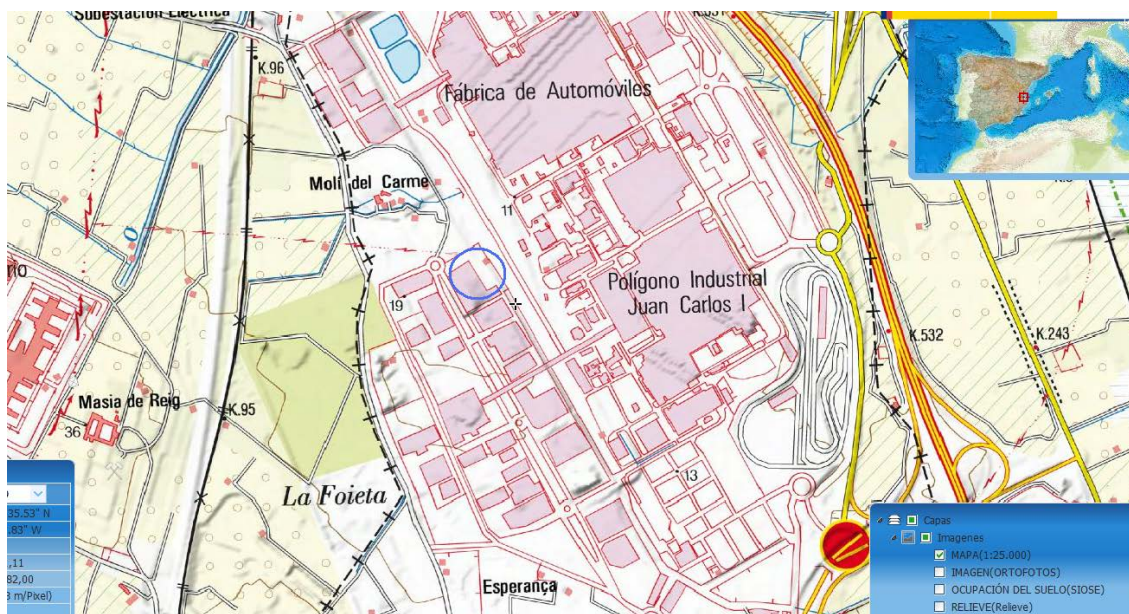 Subestación Eléctrica
K.531
K.96
Fábrica de Automóviles
Molí del Carme
11
Polígono Industrial
Juan Carlos I
19
K.532
K.243
Masia de Reig
36
K.95
La Foieta
13
Esperança
35.53" N
.83" W
,11
82,00
m/Pixel)
Capas
Imagenes
MAPA(1:25.000)
IMAGEN(ORTOFOTOS)
OCUPACIÓN DEL SUELO(SIOSE)
RELIEVE(Relieve)